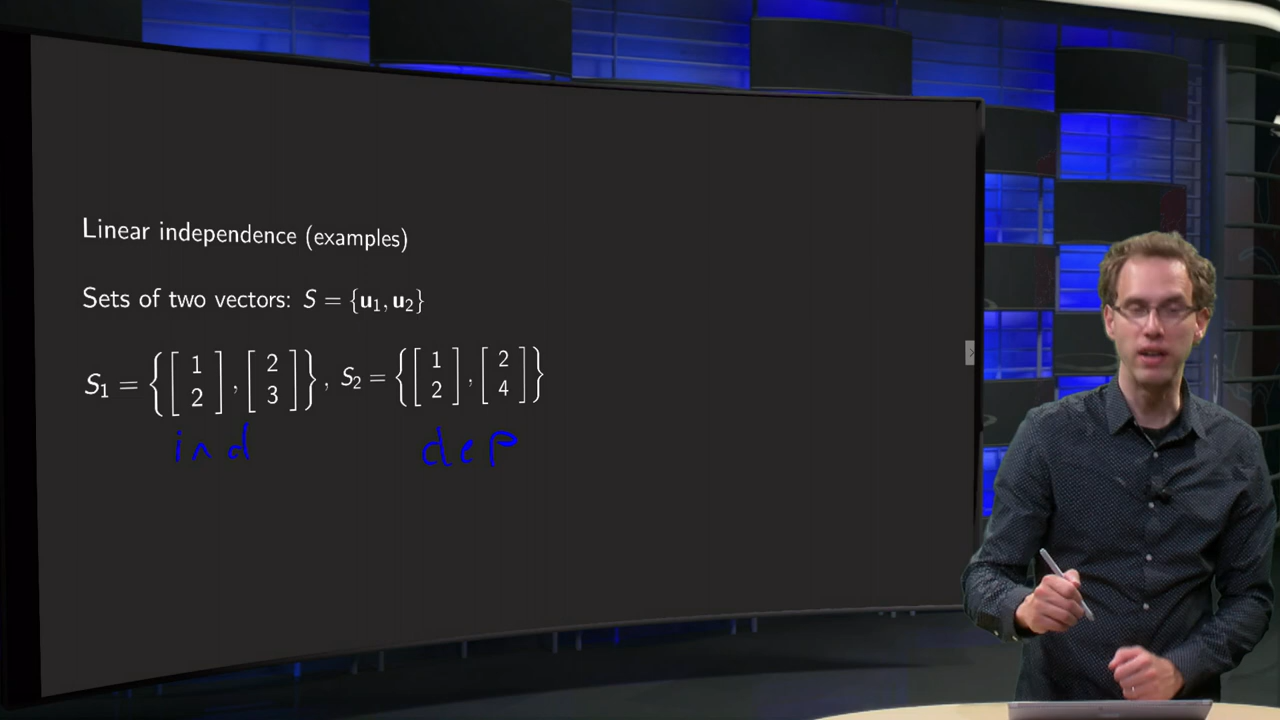 Linear independence (examples)
Sets of two vectors: S = {u₁, u₂}
S₁ = {[1 2], [2 3]}, S₂ = {[1 2], [2 4]}
ind dep